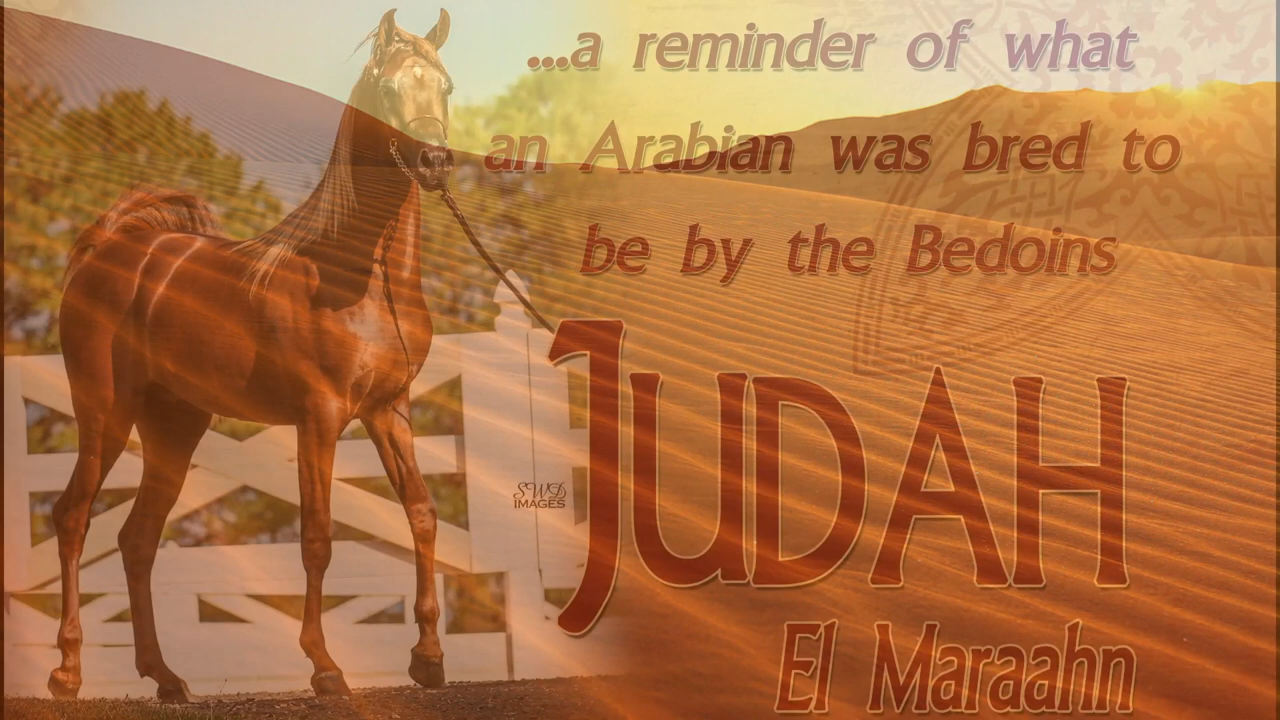 ...a reminder of what
an Arabian was bred to
be by the Bedoins
JUDAH
El Maraahn
SWD
IMAGES